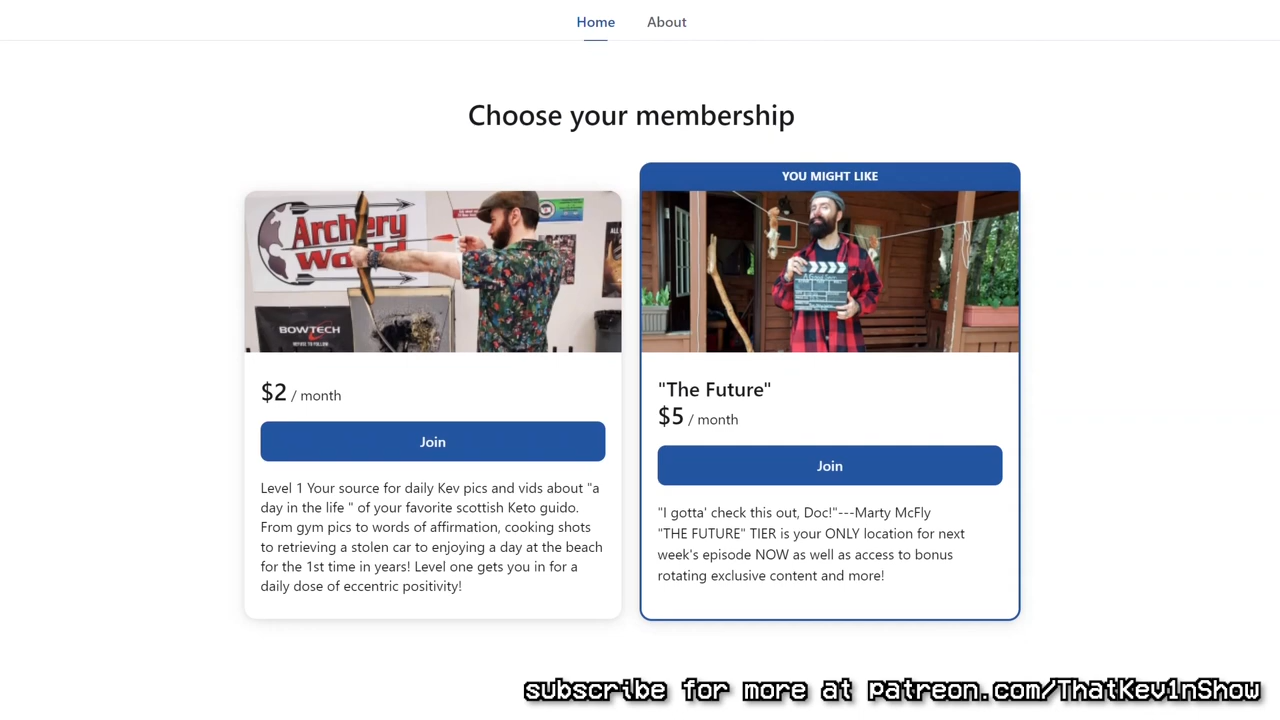 Home About
Choose your membership
YOU MIGHT LIKE
Archery
World
BOWTECH
REFUSE TO FOLLOW
$2 / month
Join
Level 1 Your source for daily Kev pics and vids about "a
day in the life " of your favorite scottish Keto guido.
From gym pics to words of affirmation, cooking shots
to retrieving a stolen car to enjoying a day at the beach
for the 1st time in years! Level one gets you in for a
daily dose of eccentric positivity!
"The Future"
$5 / month
Join
"I gotta' check this out, Doc!"---Marty McFly
"THE FUTURE" TIER is your ONLY location for next
week's episode NOW as well as access to bonus
rotating exclusive content and more!
subscribe for more at patreon.com/ThatKev1nShow